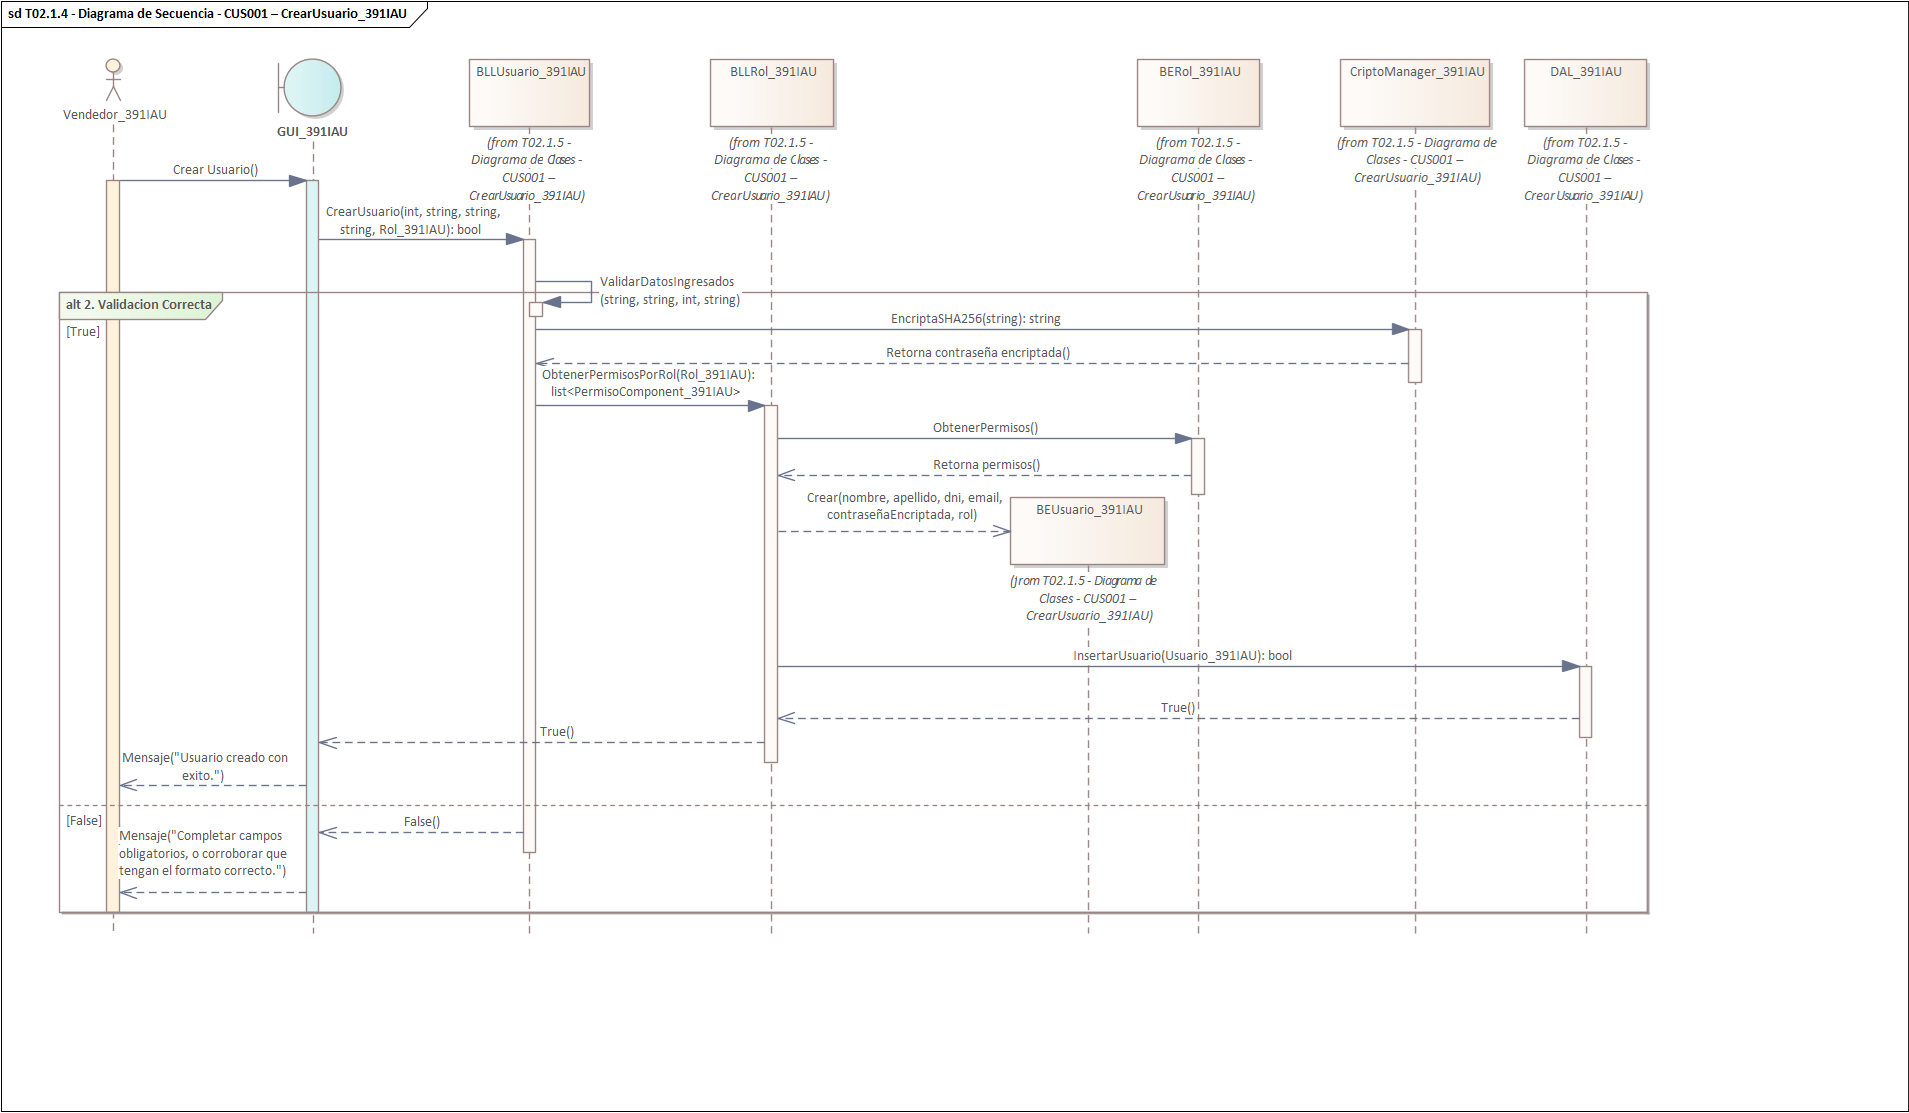 sd T02.1.4 - Diagrama de Secuencia - CUS001 – CrearUsuario_391IAU
Vendedor_391IAU
GUI_391IAU
BLLUsuario_391IAU
(from T02.1.5 -
Diagrama de Clases -
CUS001 –
CrearUsuario_391IAU)
BLLRol_391IAU
(from T02.1.5 -
Diagrama de Clases -
CUS001 –
CrearUsuario_391IAU)
BERol_391IAU
(from T02.1.5 -
Diagrama de Clases -
CUS001 –
CrearUsuario_391IAU)
CriptoManager_391IAU
(from T02.1.5 - Diagrama de
Clases - CUS001 –
CrearUsuario_391IAU)
DAL_391IAU
(from T02.1.5 -
Diagrama de Clases -
CUS001 –
CrearUsuario_391IAU)
Crear Usuario()
CrearUsuario(int, string, string,
string, Rol_391IAU): bool
ValidarDatosIngresados
(string, string, int, string)
alt 2. Validacion Correcta
[True]
EncriptaSHA256(string): string
Retorna contraseña encriptada()
ObtenerPermisosPorRol(Rol_391IAU):
list<PermisoComponent_391IAU>
ObtenerPermisos()
Retorna permisos()
Crear(nombre, apellido, dni, email,
contraseñaEncriptada, rol)
BEUsuario_391IAU
(from T02.1.5 - Diagrama de
Clases - CUS001 –
CrearUsuario_391IAU)
InsertarUsuario(Usuario_391IAU): bool
True()
True()
Mensaje("Usuario creado con
exito.")
[False]
False()
Mensaje("Completar campos
obligatorios, o corroborar que
tengan el formato correcto.")